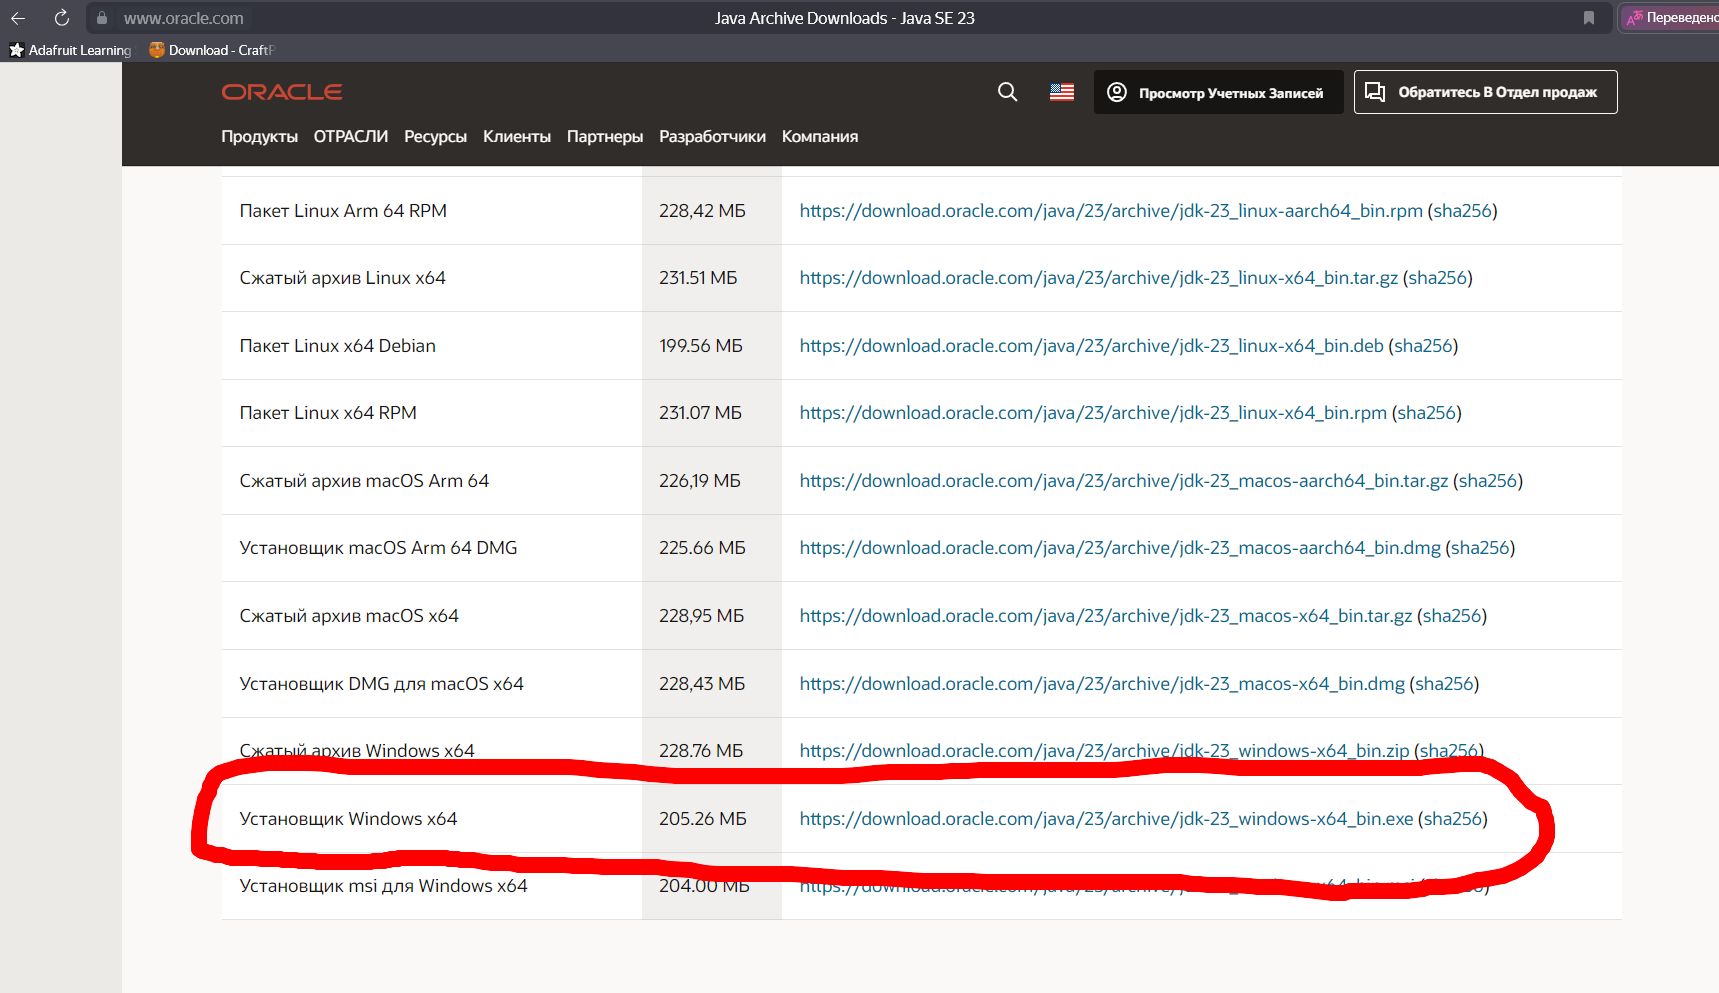 www.oracle.com
Java Archive Downloads - Java SE 23
Переведено
Adafruit Learning
Download - CraftP
ORACLE
Просмотр Учетных Записей
Обратитесь В Отдел продаж
Продукты ОТРАСЛИ Ресурсы Клиенты Партнеры Разработчики Компания
Пакет Linux Arm 64 RPM 228,42 МБ https://download.oracle.com/java/23/archive/jdk-23_linux-aarch64_bin.rpm (sha256)
Сжатый архив Linux x64 231.51 МБ https://download.oracle.com/java/23/archive/jdk-23_linux-x64_bin.tar.gz (sha256)
Пакет Linux x64 Debian 199.56 МБ https://download.oracle.com/java/23/archive/jdk-23_linux-x64_bin.deb (sha256)
Пакет Linux x64 RPM 231.07 МБ https://download.oracle.com/java/23/archive/jdk-23_linux-x64_bin.rpm (sha256)
Сжатый архив macOS Arm 64 226,19 МБ https://download.oracle.com/java/23/archive/jdk-23_macos-aarch64_bin.tar.gz (sha256)
Установщик macOS Arm 64 DMG 225.66 МБ https://download.oracle.com/java/23/archive/jdk-23_macos-aarch64_bin.dmg (sha256)
Сжатый архив macOS x64 228,95 МБ https://download.oracle.com/java/23/archive/jdk-23_macos-x64_bin.tar.gz (sha256)
Установщик DMG для macOS x64 228,43 МБ https://download.oracle.com/java/23/archive/jdk-23_macos-x64_bin.dmg (sha256)
Сжатый архив Windows x64 228.76 МБ https://download.oracle.com/java/23/archive/jdk-23_windows-x64_bin.zip (sha256)
Установщик Windows x64 205.26 МБ https://download.oracle.com/java/23/archive/jdk-23_windows-x64_bin.exe (sha256)
Установщик msi для Windows x64 204.00 МБ